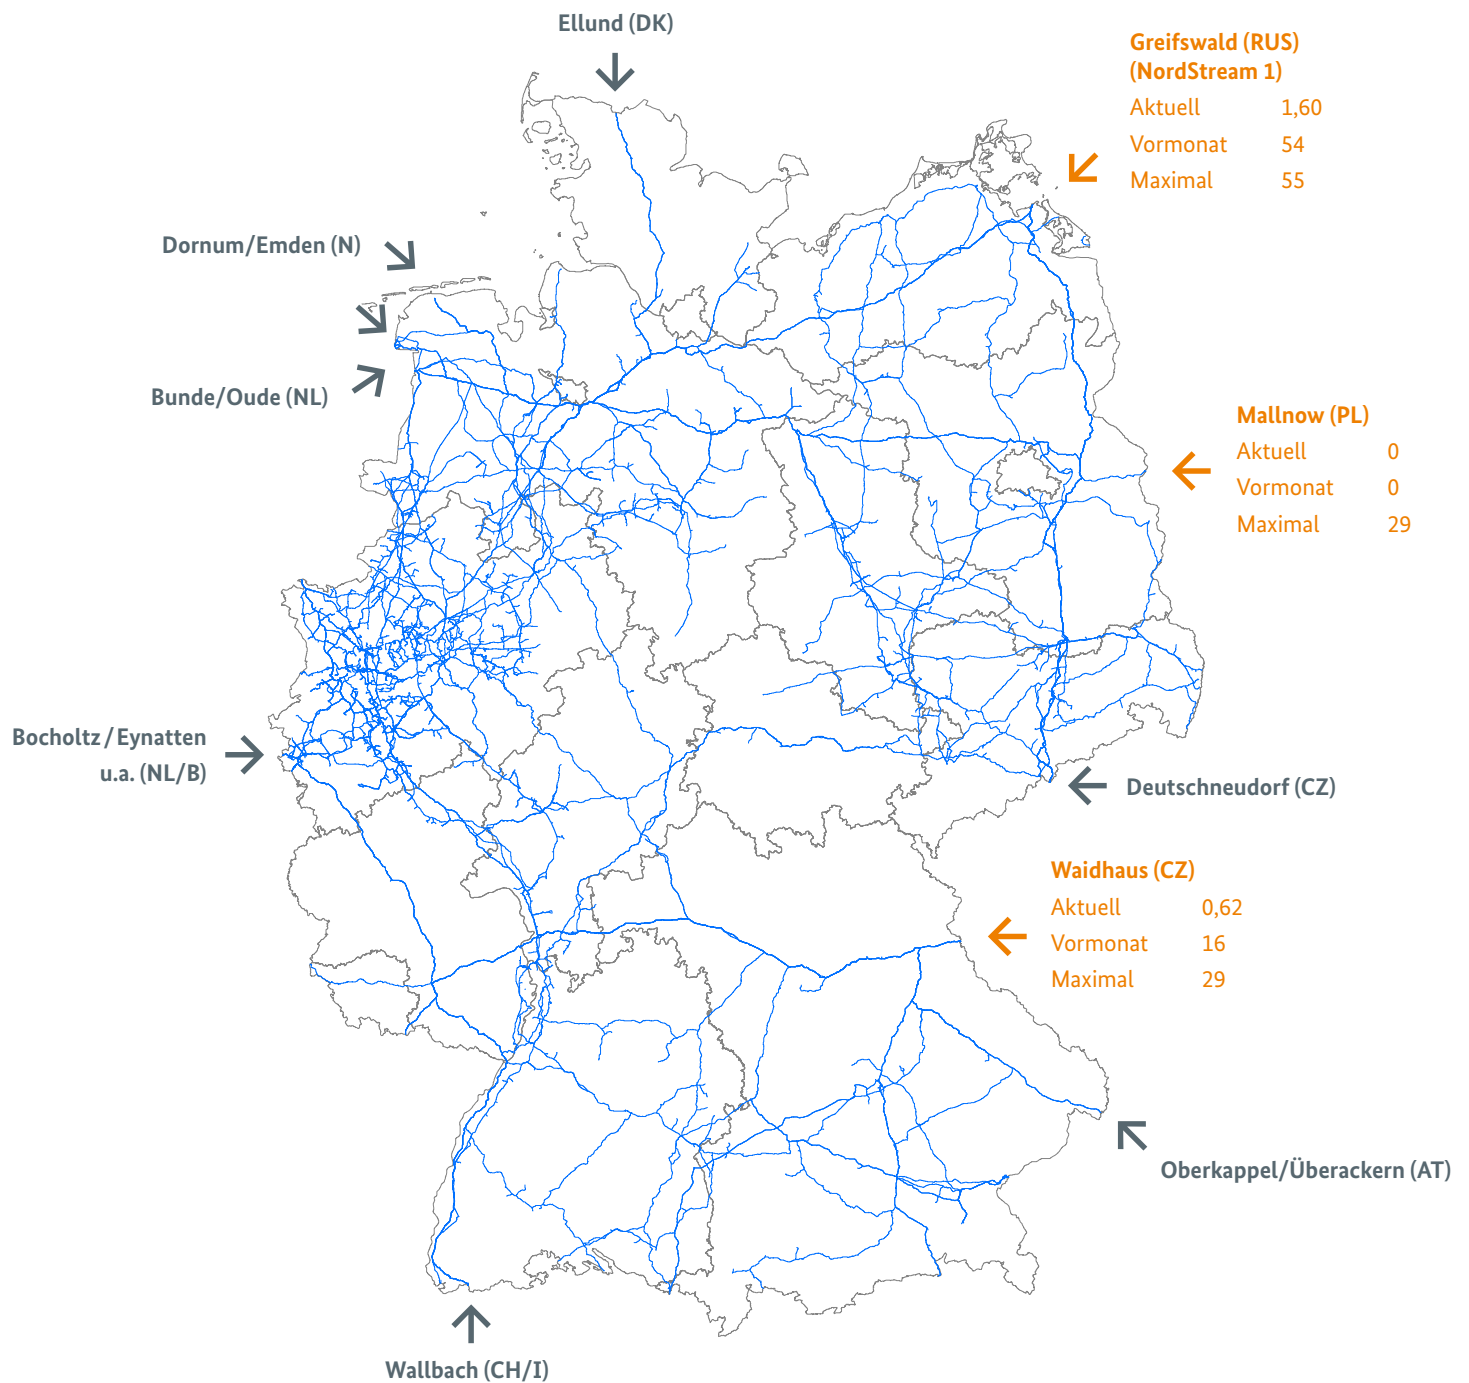 Ellund (DK)
Greifswald (RUS)
(NordStream 1)
Aktuell 1,60
Vormonat 54
Maximal 55
Dornum/Emden (N)
Bunde/Oude (NL)
Mallnow (PL)
Aktuell 0
Vormonat 0
Maximal 29
Bocholtz / Eynatten
u.a. (NL/B)
Deutschneudorf (CZ)
Waidhaus (CZ)
Aktuell 0,62
Vormonat 16
Maximal 29
Oberkappel/Überackern (AT)
Wallbach (CH/I)